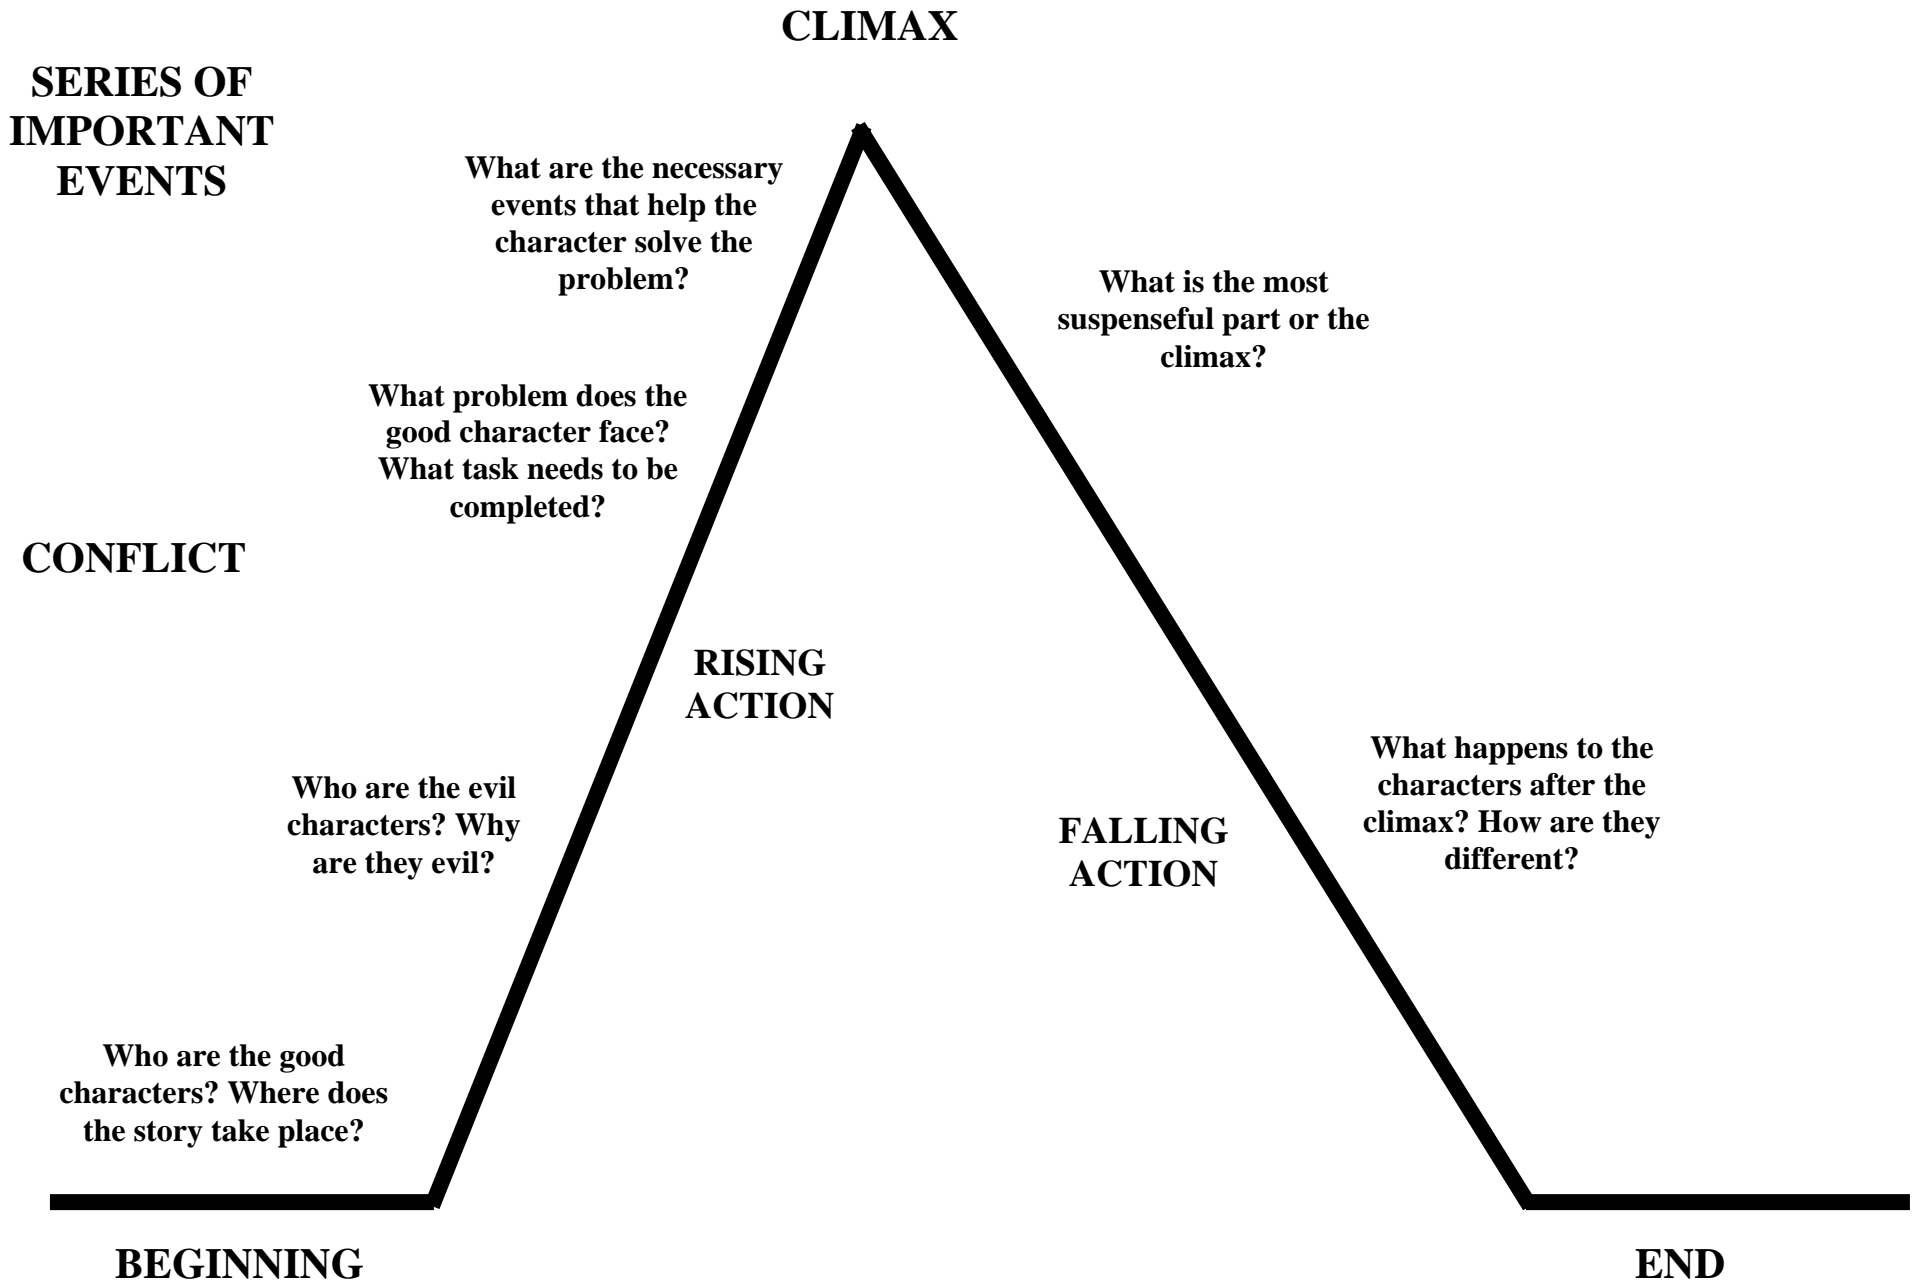 CLIMAX
SERIES OF
IMPORTANT
EVENTS
What are the necessary
events that help the
character solve the
problem?
What is the most
suspenseful part or the
climax?
What problem does the
good character face?
What task needs to be
completed?
CONFLICT
RISING
ACTION
What happens to the
characters after the
climax? How are they
different?
Who are the evil
characters? Why
are they evil?
FALLING
ACTION
Who are the good
characters? Where does
the story take place?
BEGINNING
END